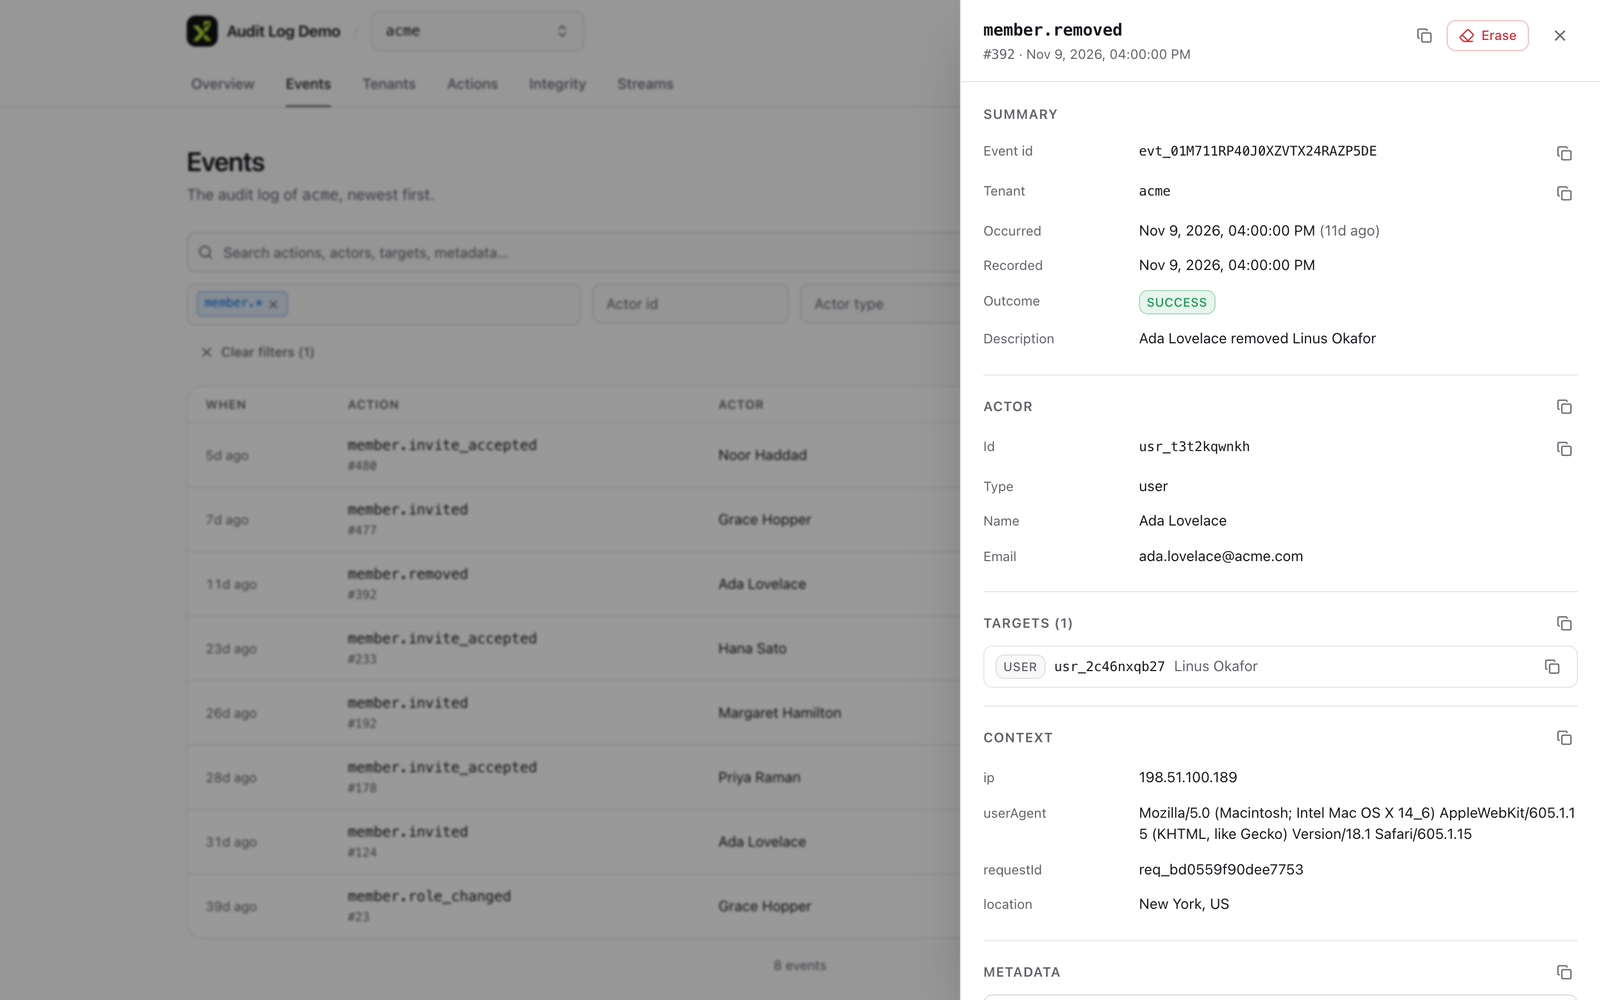 Audit Log Demo / acme
Overview Events Tenants Actions Integrity Streams
Events
The audit log of acme, newest first.
Search actions, actors, targets, metadata...
member.* Actor id Actor type
Clear filters (1)
WHEN ACTION ACTOR
5d ago member.invite_accepted Noor Haddad
#480
7d ago member.invited Grace Hopper
#477
11d ago member.removed Ada Lovelace
#392
23d ago member.invite_accepted Hana Sato
#233
26d ago member.invited Margaret Hamilton
#192
28d ago member.invite_accepted Priya Raman
#178
31d ago member.invited Ada Lovelace
#124
39d ago member.role_changed Grace Hopper
#23
8 events
member.removed
#392 · Nov 9, 2026, 04:00:00 PM
Erase
SUMMARY
Event id evt_01M711RP40J0XZVTX24RAZP5DE
Tenant acme
Occurred Nov 9, 2026, 04:00:00 PM (11d ago)
Recorded Nov 9, 2026, 04:00:00 PM
Outcome SUCCESS
Description Ada Lovelace removed Linus Okafor
ACTOR
Id usr_t3t2kqwnkh
Type user
Name Ada Lovelace
Email ada.lovelace@acme.com
TARGETS (1)
USER usr_2c46nxqb27 Linus Okafor
CONTEXT
ip 198.51.100.189
userAgent Mozilla/5.0 (Macintosh; Intel Mac OS X 14_6) AppleWebKit/605.1.1
5 (KHTML, like Gecko) Version/18.1 Safari/605.1.15
requestId req_bd0559f90dee7753
location New York, US
METADATA